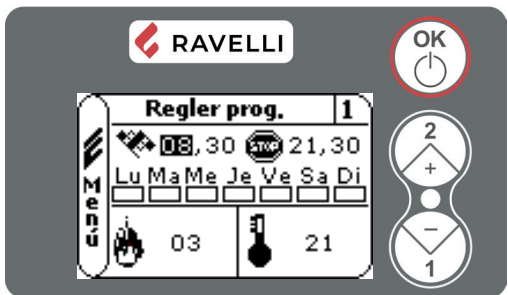 RAVELLI
OK
Regler prog. 1
08,30 STOP 21,30
Lu Ma Me Je Ve Sa Di
Menú
03 21
2
+
−
1